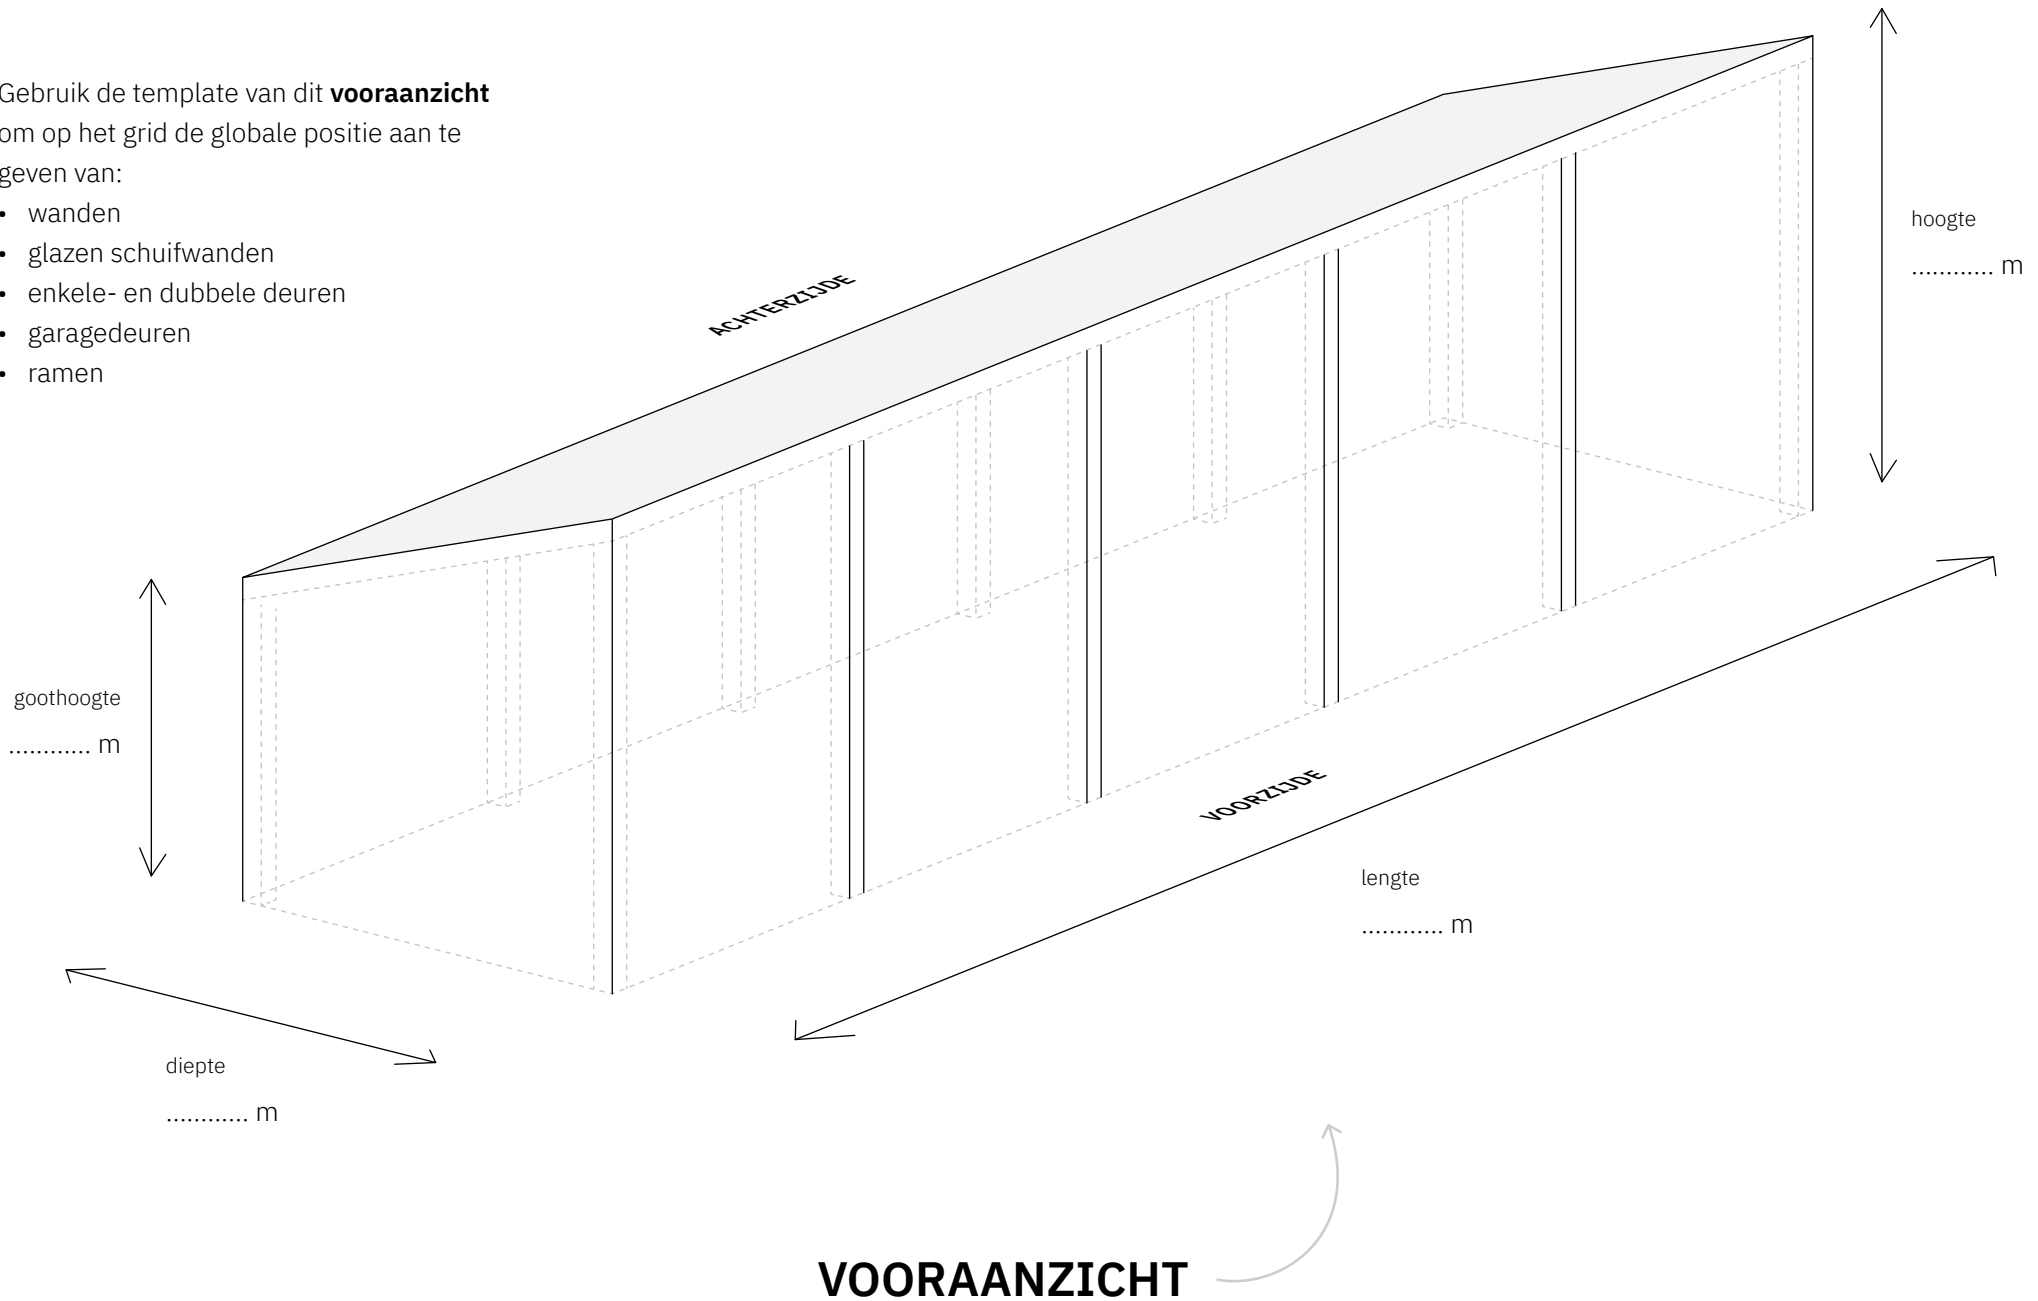 Gebruik de template van dit vooraanzicht
om op het grid de globale positie aan te
geven van:
• wanden
• glazen schuifwanden
• enkele- en dubbele deuren
• garagedeuren
• ramen
ACHTERZIJDE
hoogte
............ m
goothoogte
............ m
VOORZIJDE
lengte
............ m
diepte
............ m
VOORAANZICHT